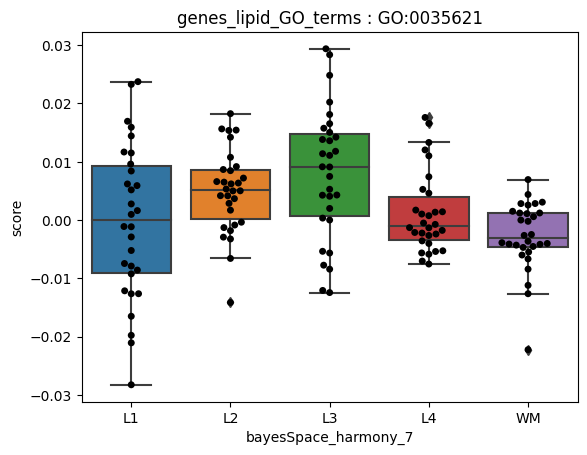 genes_lipid_GO_terms : GO:0035621
0.03
0.02
0.01
0.00
−0.01
−0.02
−0.03
score
L1 L2 L3 L4 WM
bayesSpace_harmony_7